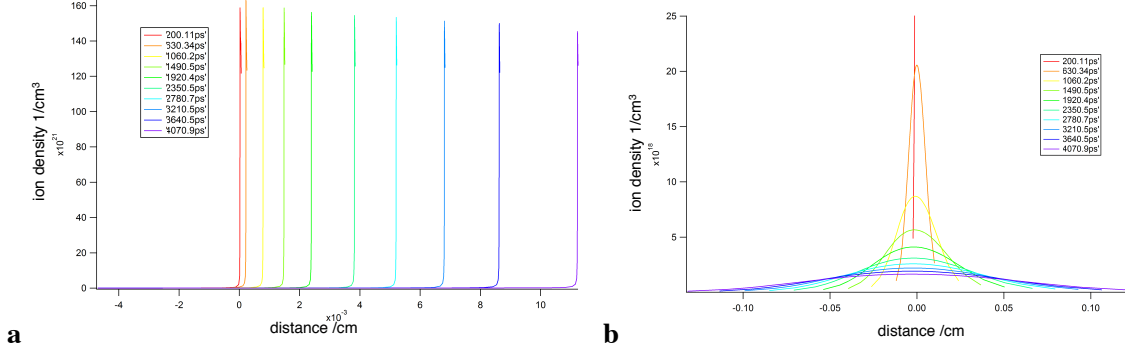 160
140
120
100
80
60
40
20
0
ion density 1/cm³
x10²¹
'200.11ps'
'630.34ps'
'1060.2ps'
'1490.5ps'
'1920.4ps'
'2350.5ps'
'2780.7ps'
'3210.5ps'
'3640.5ps'
'4070.9ps'
-4
-2
0
2
4
6
8
10
x10⁻³
distance /cm
a
25
20
15
10
5
ion density 1/cm³
x10¹⁸
200.11ps'
630.34ps'
1060.2ps'
1490.5ps'
1920.4ps'
2350.5ps'
2780.7ps'
3210.5ps'
3640.5ps'
4070.9ps'
-0.10
-0.05
0.00
0.05
0.10
distance /cm
b